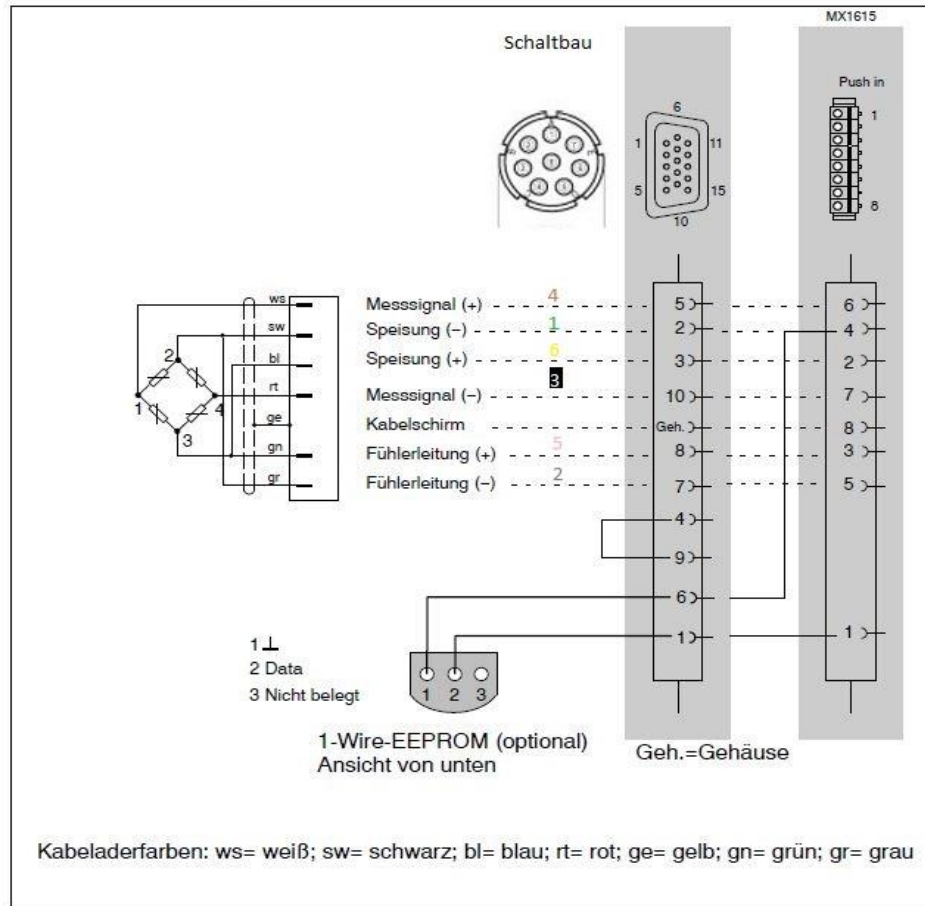 MX1615
Schaltbau
Push in
6
1
11
5
15
10
1
8
ws
Messsignal (+)
4
5
6
sw
Speisung (–)
1
2
4
bl
Speisung (+)
6
3
2
rt
Messsignal (–)
3
10
7
ge
Kabelschirm
Geh.
8
gn
Fühlerleitung (+)
5
8
3
gr
Fühlerleitung (–)
2
7
5
2
1
4
3
4
9
6
1
1
1 ⊥
2 Data
3 Nicht belegt
1 2 3
1-Wire-EEPROM (optional)
Ansicht von unten
Geh.=Gehäuse
Kabeladerfarben: ws= weiß; sw= schwarz; bl= blau; rt= rot; ge= gelb; gn= grün; gr= grau